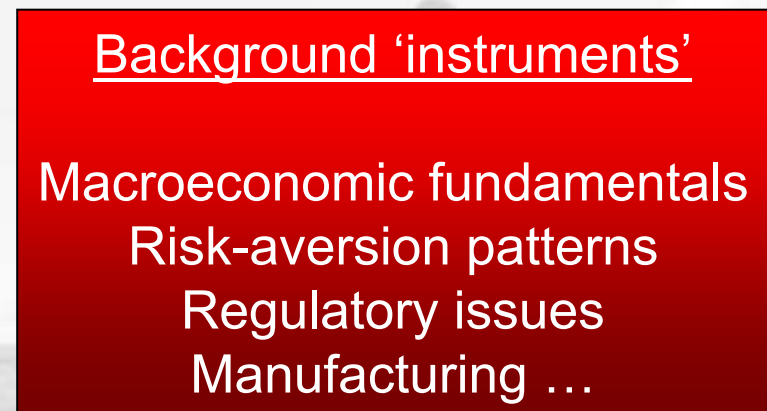 Background ‘instruments’
Macroeconomic fundamentals
Risk-aversion patterns
Regulatory issues
Manufacturing …